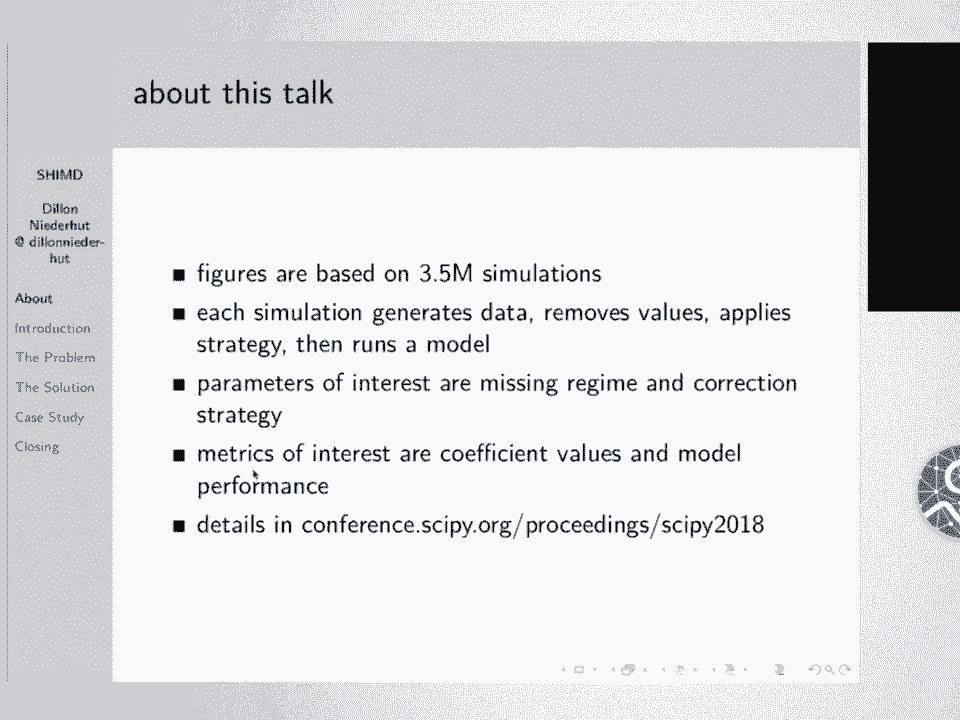 about this talk
SHIMD
Dillon
Niederhut
@ dillonnieder-
hut
About
Introduction
The Problem
The Solution
Case Study
Closing
■ figures are based on 3.5M simulations
■ each simulation generates data, removes values, applies
strategy, then runs a model
■ parameters of interest are missing regime and correction
strategy
■ metrics of interest are coefficient values and model
performance
■ details in conference.scipy.org/proceedings/scipy2018